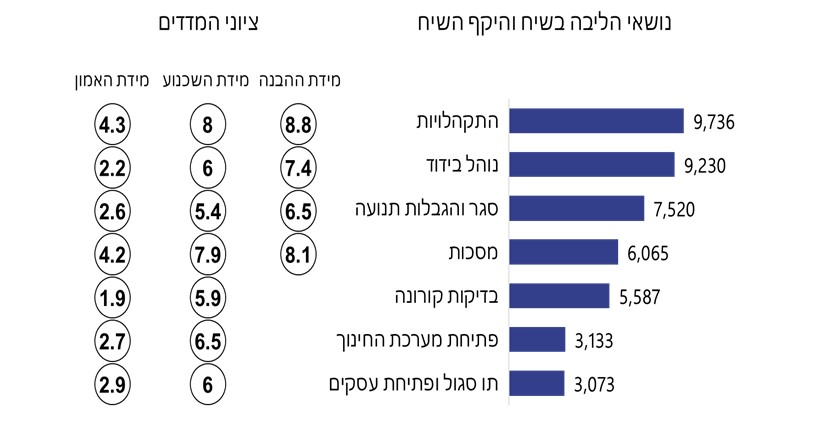 נושאי הליבה בשיח והיקף השיח
ציוני המדדים
מידת ההבנה מידת השכנוע מידת האמון
התקהלויות 9,736 8.8 8 4.3
נוהל בידוד 9,230 7.4 6 2.2
סגר והגבלות תנועה 7,520 6.5 5.4 2.6
מסכות 6,065 8.1 7.9 4.2
בדיקות קורונה 5,587 5.9 1.9
פתיחת מערכת החינוך 3,133 6.5 2.7
תו סגול ופתיחת עסקים 3,073 6 2.9